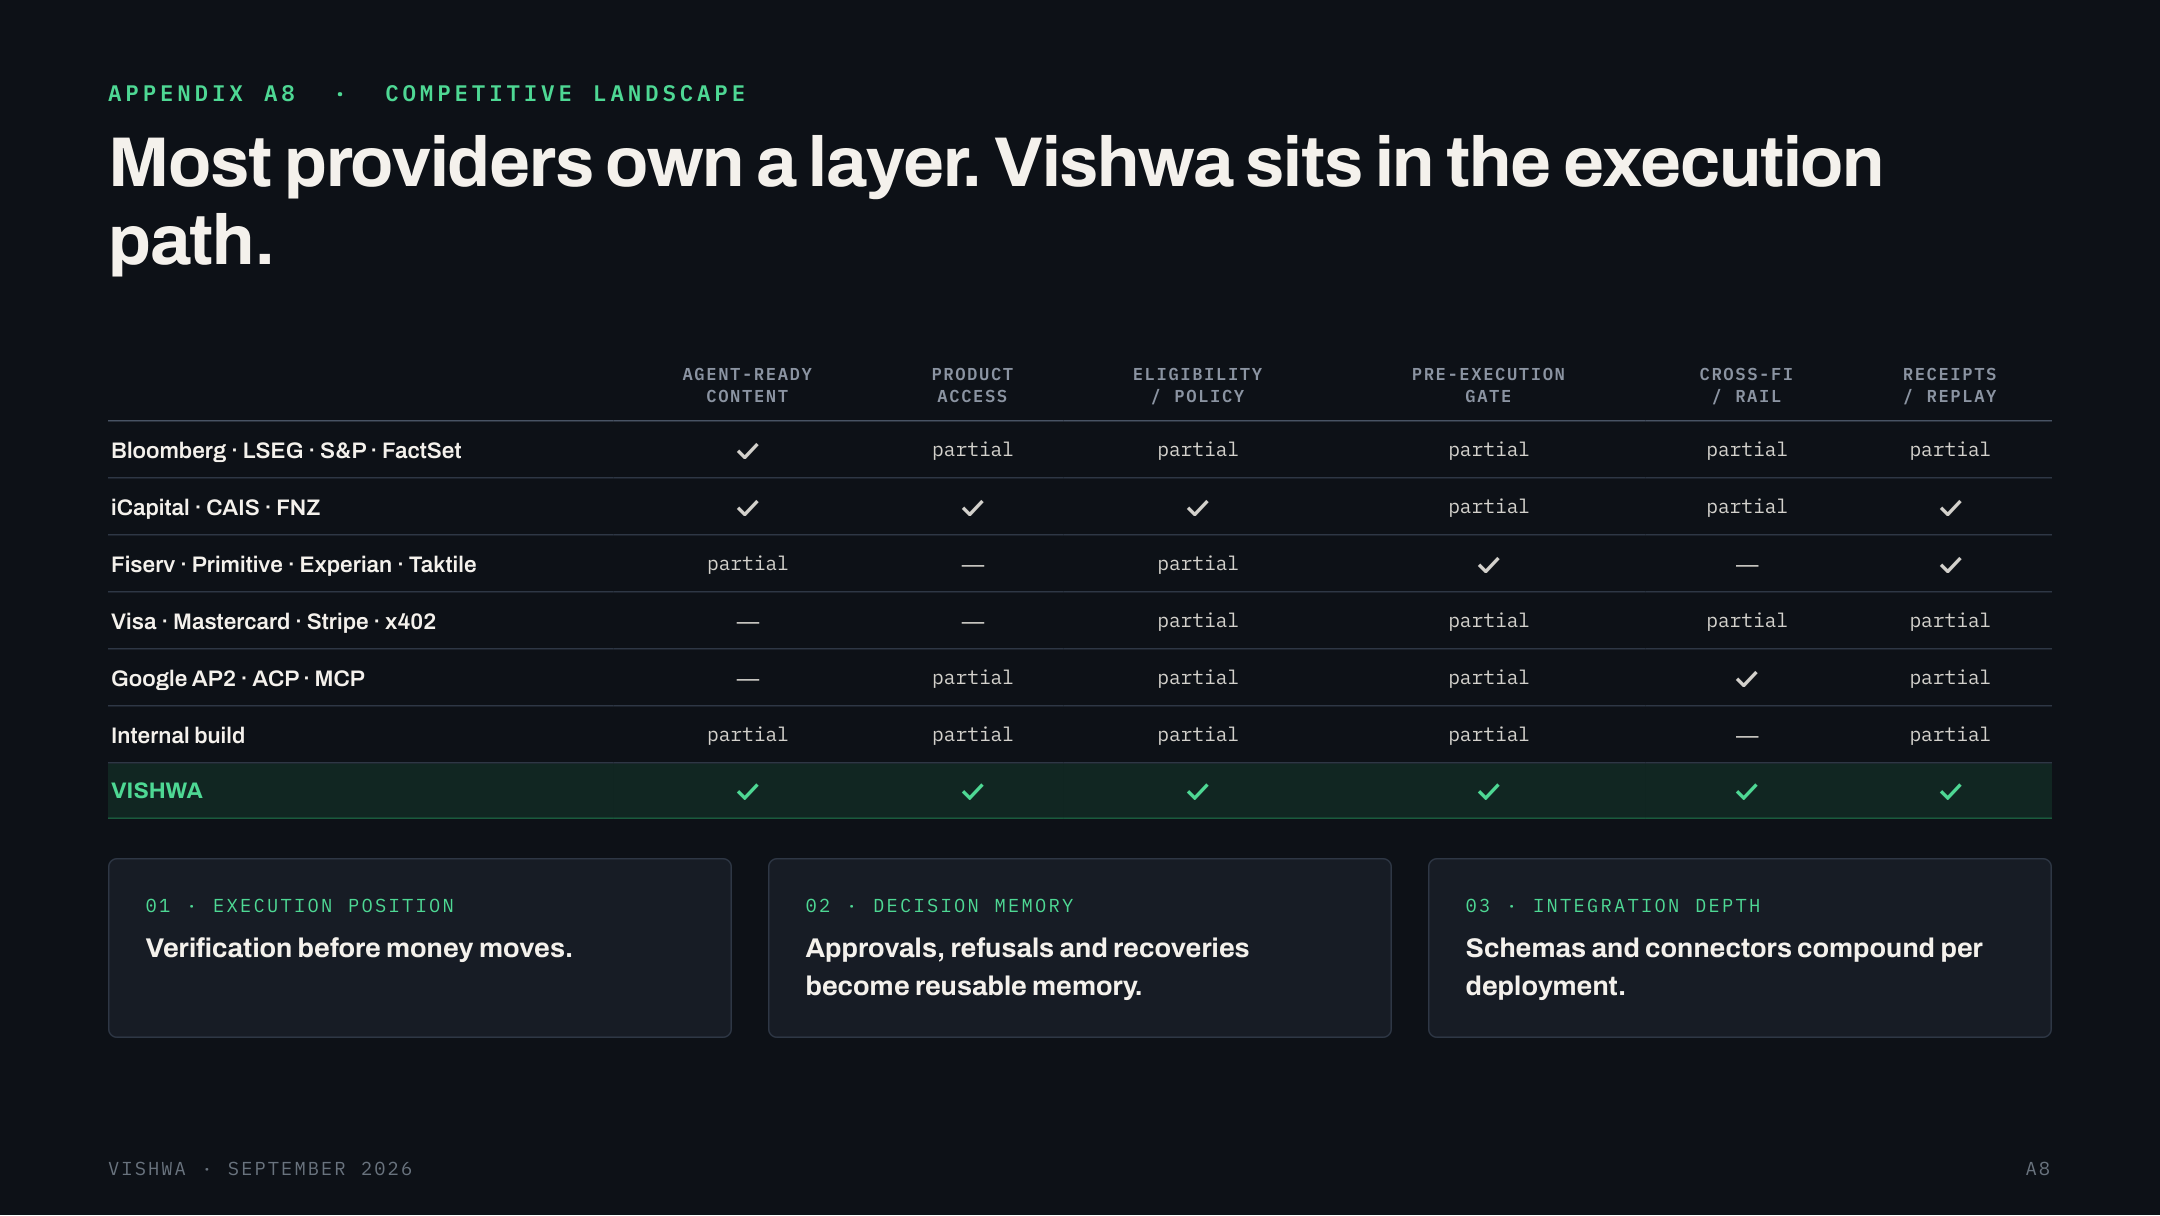 APPENDIX A8 · COMPETITIVE LANDSCAPE
Most providers own a layer. Vishwa sits in the execution
path.
AGENT-READY CONTENT PRODUCT ACCESS ELIGIBILITY / POLICY PRE-EXECUTION GATE CROSS-FI / RAIL RECEIPTS / REPLAY
Bloomberg · LSEG · S&P · FactSet ✓ partial partial partial partial partial
iCapital · CAIS · FNZ ✓ ✓ ✓ partial partial ✓
Fiserv · Primitive · Experian · Taktile partial — partial ✓ — ✓
Visa · Mastercard · Stripe · x402 — — partial partial partial partial
Google AP2 · ACP · MCP — partial partial partial ✓ partial
Internal build partial partial partial partial — partial
VISHWA ✓ ✓ ✓ ✓ ✓ ✓
01 · EXECUTION POSITION
Verification before money moves.
02 · DECISION MEMORY
Approvals, refusals and recoveries
become reusable memory.
03 · INTEGRATION DEPTH
Schemas and connectors compound per
deployment.
VISHWA · SEPTEMBER 2026
A8